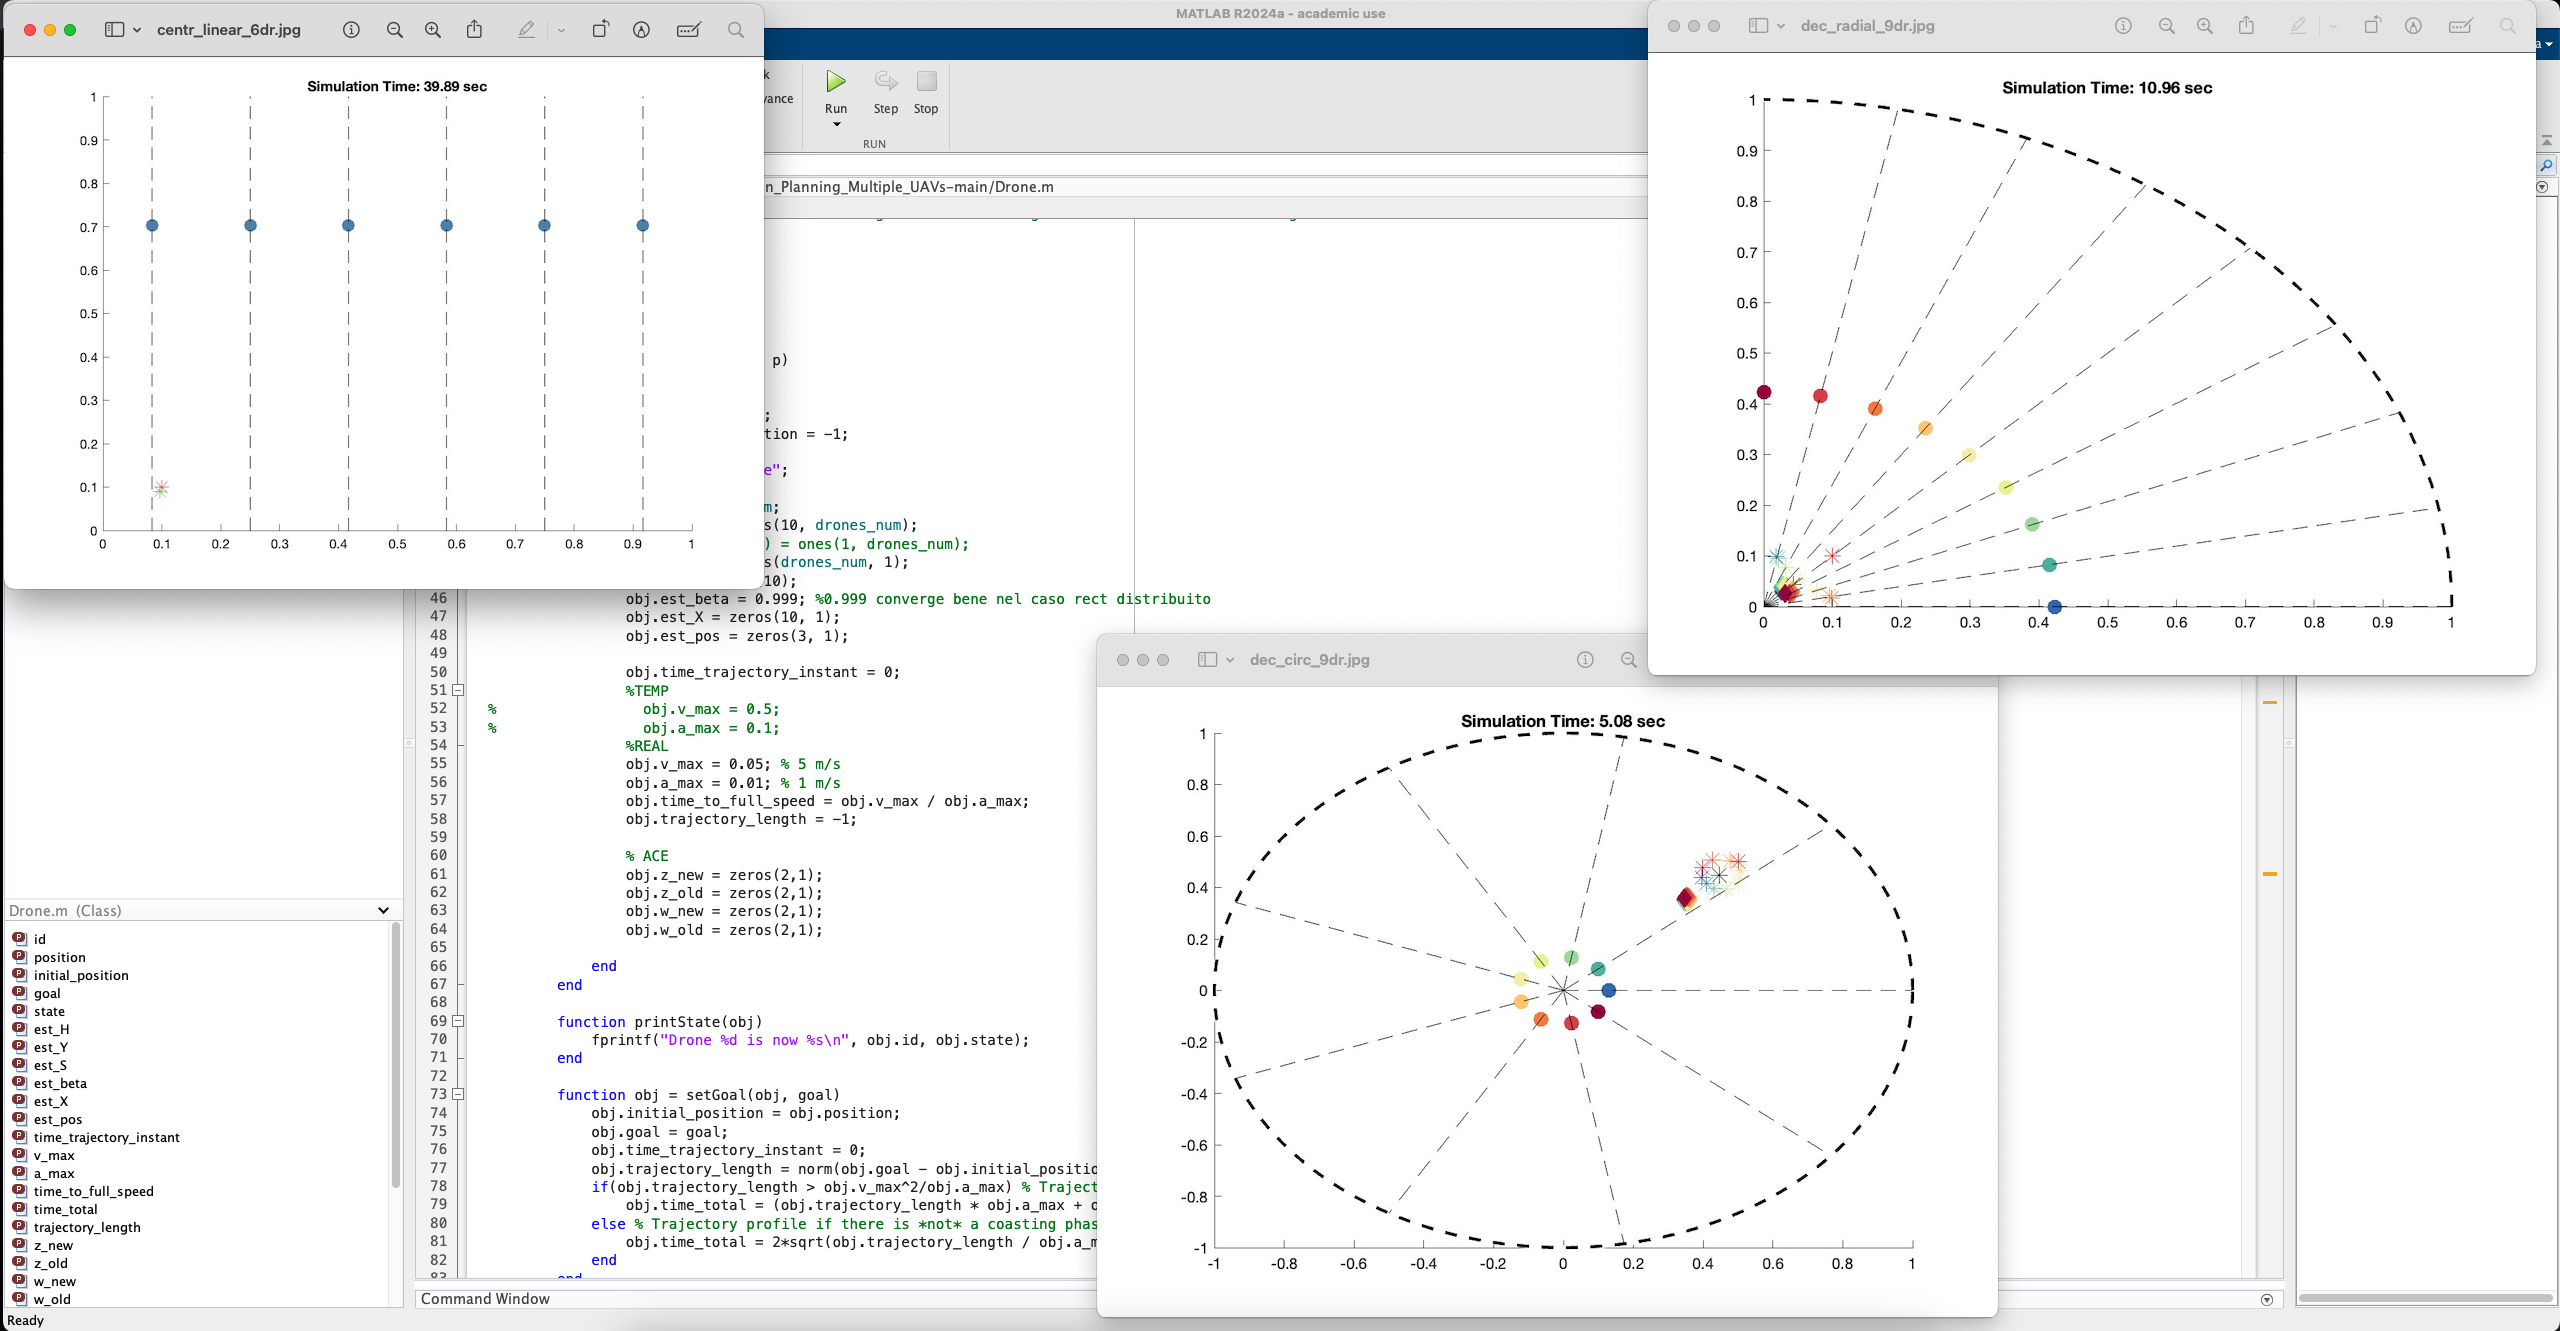 MATLAB R2024a - academic use
centr_linear_6dr.jpg
Simulation Time: 39.89 sec
1
0.9
0.8
0.7
0.6
0.5
0.4
0.3
0.2
0.1
0
0 0.1 0.2 0.3 0.4 0.5 0.6 0.7 0.8 0.9 1
k
vance
Run Step Stop
RUN
n_Planning_Multiple_UAVs-main/Drone.m
p)
;
tion = -1;
e";
m;
s(10, drones_num);
) = ones(1, drones_num);
s(drones_num, 1);
10);
46 obj.est_beta = 0.999; %0.999 converge bene nel caso rect distribuito
47 obj.est_X = zeros(10, 1);
48 obj.est_pos = zeros(3, 1);
49
50 obj.time_trajectory_instant = 0;
51 %TEMP
52 % obj.v_max = 0.5;
53 % obj.a_max = 0.1;
54 %REAL
55 obj.v_max = 0.05; % 5 m/s
56 obj.a_max = 0.01; % 1 m/s
57 obj.time_to_full_speed = obj.v_max / obj.a_max;
58 obj.trajectory_length = -1;
59
60 % ACE
61 obj.z_new = zeros(2,1);
62 obj.z_old = zeros(2,1);
63 obj.w_new = zeros(2,1);
64 obj.w_old = zeros(2,1);
65
66 end
67 end
68
69 function printState(obj)
70 fprintf("Drone %d is now %s\n", obj.id, obj.state);
71 end
72
73 function obj = setGoal(obj, goal)
74 obj.initial_position = obj.position;
75 obj.goal = goal;
76 obj.time_trajectory_instant = 0;
77 obj.trajectory_length = norm(obj.goal - obj.initial_positio
78 if(obj.trajectory_length > obj.v_max^2/obj.a_max) % Traject
79 obj.time_total = (obj.trajectory_length * obj.a_max + o
80 else % Trajectory profile if there is *not* a coasting phas
81 obj.time_total = 2*sqrt(obj.trajectory_length / obj.a_m
82 end
83 end
Drone.m (Class)
id
position
initial_position
goal
state
est_H
est_Y
est_S
est_beta
est_X
est_pos
time_trajectory_instant
v_max
a_max
time_to_full_speed
time_total
trajectory_length
z_new
z_old
w_new
w_old
Command Window
Ready
dec_radial_9dr.jpg
a
Simulation Time: 10.96 sec
1
0.9
0.8
0.7
0.6
0.5
0.4
0.3
0.2
0.1
0
0 0.1 0.2 0.3 0.4 0.5 0.6 0.7 0.8 0.9 1
dec_circ_9dr.jpg
Simulation Time: 5.08 sec
1
0.8
0.6
0.4
0.2
0
-0.2
-0.4
-0.6
-0.8
-1
-1 -0.8 -0.6 -0.4 -0.2 0 0.2 0.4 0.6 0.8 1